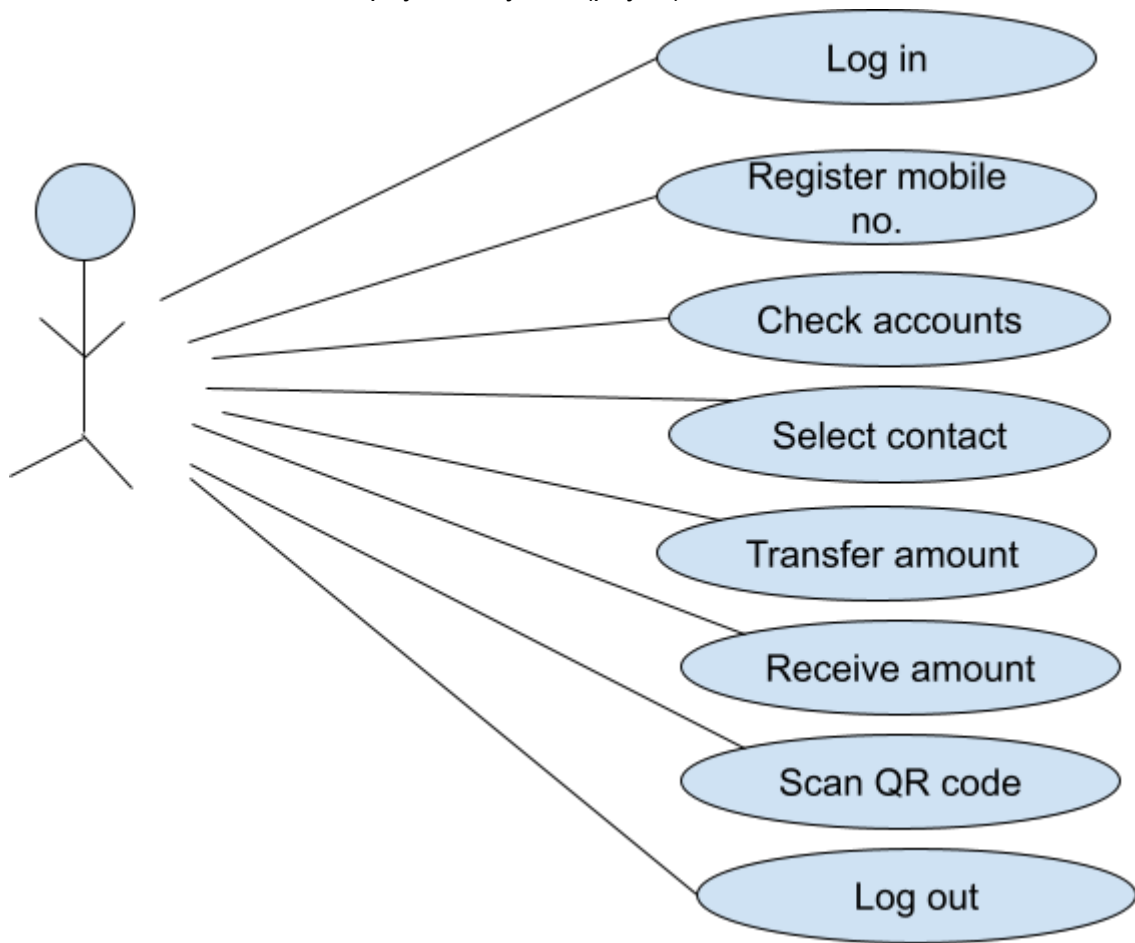 Log in
Register mobile
no.
Check accounts
Select contact
Transfer amount
Receive amount
Scan QR code
Log out